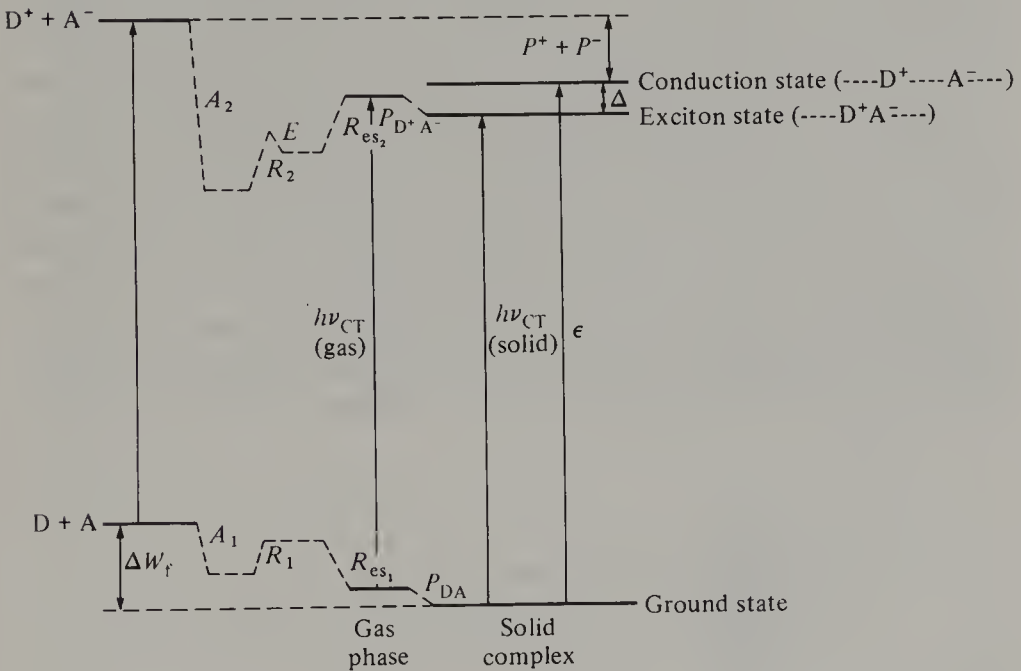 D⁺ + A⁻
P⁺ + P⁻
Conduction state (----D⁺----A⁻----)
Δ
Exciton state (----D⁺A⁻----)
A₂
E
R₂
R_es₂
P_D⁺A⁻
hν_CT
(gas)
hν_CT
(solid)
ϵ
D + A
ΔW_f
A₁
R₁
R_es₁
P_DA
Ground state
Gas
phase
Solid
complex